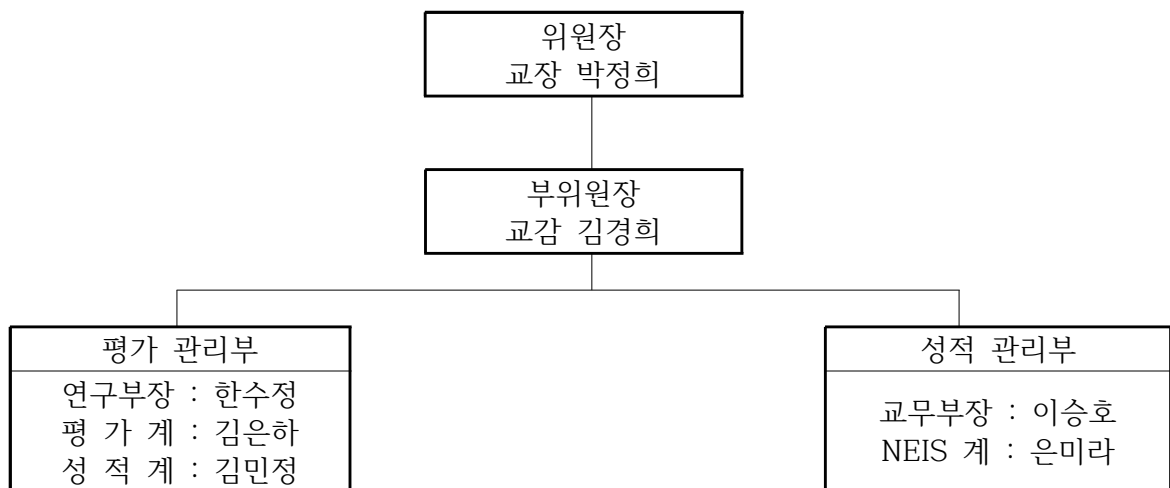 위원장
교장 박정희
부위원장
교감 김경희
평가 관리부
연구부장 : 한수정
평 가 계 : 김은하
성 적 계 : 김민정
성적 관리부
교무부장 : 이승호
NEIS 계 : 은미라